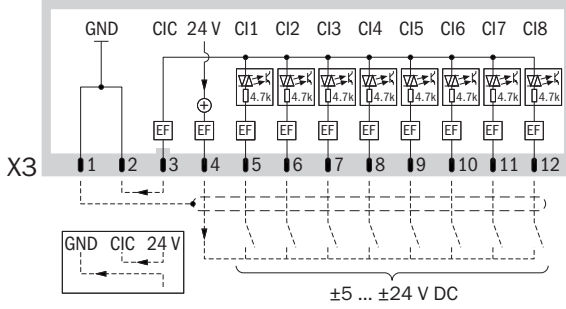 GND CIC 24 V CI1 CI2 CI3 CI4 CI5 CI6 CI7 CI8
4.7k 4.7k 4.7k 4.7k 4.7k 4.7k 4.7k 4.7k
EF EF EF EF EF EF EF EF EF EF
X3 1 2 3 4 5 6 7 8 9 10 11 12
GND CIC 24 V
±5 ... ±24 V DC